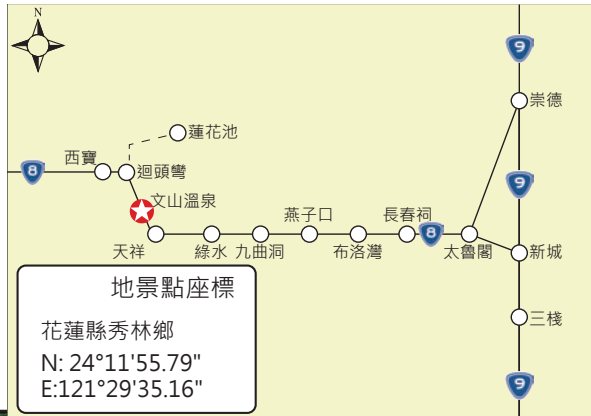 N
9
崇德
蓮花池
西寶
迴頭彎
8
9
文山溫泉
燕子口
長春祠
8
天祥
綠水
九曲洞
布洛灣
太魯閣
新城
三棧
9
地景點座標
花蓮縣秀林鄉
N: 24°11'55.79"
E:121°29'35.16"